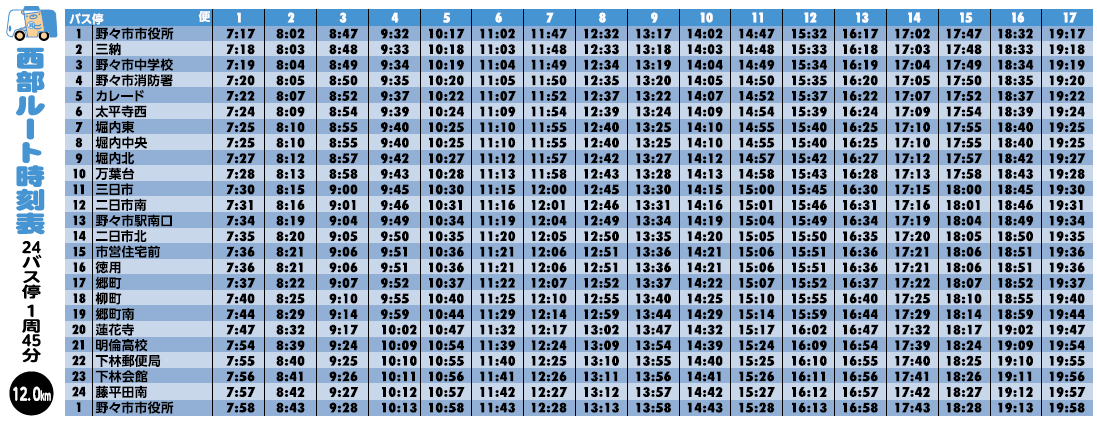 西部ルート時刻表
24バス停 1周45分
12.0km
バス停 便 1 2 3 4 5 6 7 8 9 10 11 12 13 14 15 16 17
1 野々市市役所 7:17 8:02 8:47 9:32 10:17 11:02 11:47 12:32 13:17 14:02 14:47 15:32 16:17 17:02 17:47 18:32 19:17
2 三納 7:18 8:03 8:48 9:33 10:18 11:03 11:48 12:33 13:18 14:03 14:48 15:33 16:18 17:03 17:48 18:33 19:18
3 野々市中学校 7:19 8:04 8:49 9:34 10:19 11:04 11:49 12:34 13:19 14:04 14:49 15:34 16:19 17:04 17:49 18:34 19:19
4 野々市消防署 7:20 8:05 8:50 9:35 10:20 11:05 11:50 12:35 13:20 14:05 14:50 15:35 16:20 17:05 17:50 18:35 19:20
5 カレード 7:22 8:07 8:52 9:37 10:22 11:07 11:52 12:37 13:22 14:07 14:52 15:37 16:22 17:07 17:52 18:37 19:22
6 太平寺西 7:24 8:09 8:54 9:39 10:24 11:09 11:54 12:39 13:24 14:09 14:54 15:39 16:24 17:09 17:54 18:39 19:24
7 堀内東 7:25 8:10 8:55 9:40 10:25 11:10 11:55 12:40 13:25 14:10 14:55 15:40 16:25 17:10 17:55 18:40 19:25
8 堀内中央 7:25 8:10 8:55 9:40 10:25 11:10 11:55 12:40 13:25 14:10 14:55 15:40 16:25 17:10 17:55 18:40 19:25
9 堀内北 7:27 8:12 8:57 9:42 10:27 11:12 11:57 12:42 13:27 14:12 14:57 15:42 16:27 17:12 17:57 18:42 19:27
10 万葉台 7:28 8:13 8:58 9:43 10:28 11:13 11:58 12:43 13:28 14:13 14:58 15:43 16:28 17:13 17:58 18:43 19:28
11 三日市 7:30 8:15 9:00 9:45 10:30 11:15 12:00 12:45 13:30 14:15 15:00 15:45 16:30 17:15 18:00 18:45 19:30
12 二日市南 7:31 8:16 9:01 9:46 10:31 11:16 12:01 12:46 13:31 14:16 15:01 15:46 16:31 17:16 18:01 18:46 19:31
13 野々市駅南口 7:34 8:19 9:04 9:49 10:34 11:19 12:04 12:49 13:34 14:19 15:04 15:49 16:34 17:19 18:04 18:49 19:34
14 二日市北 7:35 8:20 9:05 9:50 10:35 11:20 12:05 12:50 13:35 14:20 15:05 15:50 16:35 17:20 18:05 18:50 19:35
15 市営住宅前 7:36 8:21 9:06 9:51 10:36 11:21 12:06 12:51 13:36 14:21 15:06 15:51 16:36 17:21 18:06 18:51 19:36
16 徳用 7:36 8:21 9:06 9:51 10:36 11:21 12:06 12:51 13:36 14:21 15:06 15:51 16:36 17:21 18:06 18:51 19:36
17 郷町 7:37 8:22 9:07 9:52 10:37 11:22 12:07 12:52 13:37 14:22 15:07 15:52 16:37 17:22 18:07 18:52 19:37
18 柳町 7:40 8:25 9:10 9:55 10:40 11:25 12:10 12:55 13:40 14:25 15:10 15:55 16:40 17:25 18:10 18:55 19:40
19 郷町南 7:44 8:29 9:14 9:59 10:44 11:29 12:14 12:59 13:44 14:29 15:14 15:59 16:44 17:29 18:14 18:59 19:44
20 蓮花寺 7:47 8:32 9:17 10:02 10:47 11:32 12:17 13:02 13:47 14:32 15:17 16:02 16:47 17:32 18:17 19:02 19:47
21 明倫高校 7:54 8:39 9:24 10:09 10:54 11:39 12:24 13:09 13:54 14:39 15:24 16:09 16:54 17:39 18:24 19:09 19:54
22 下林郵便局 7:55 8:40 9:25 10:10 10:55 11:40 12:25 13:10 13:55 14:40 15:25 16:10 16:55 17:40 18:25 19:10 19:55
23 下林会館 7:56 8:41 9:26 10:11 10:56 11:41 12:26 13:11 13:56 14:41 15:26 16:11 16:56 17:41 18:26 19:11 19:56
24 藤平田南 7:57 8:42 9:27 10:12 10:57 11:42 12:27 13:12 13:57 14:42 15:27 16:12 16:57 17:42 18:27 19:12 19:57
1 野々市市役所 7:58 8:43 9:28 10:13 10:58 11:43 12:28 13:13 13:58 14:43 15:28 16:13 16:58 17:43 18:28 19:13 19:58